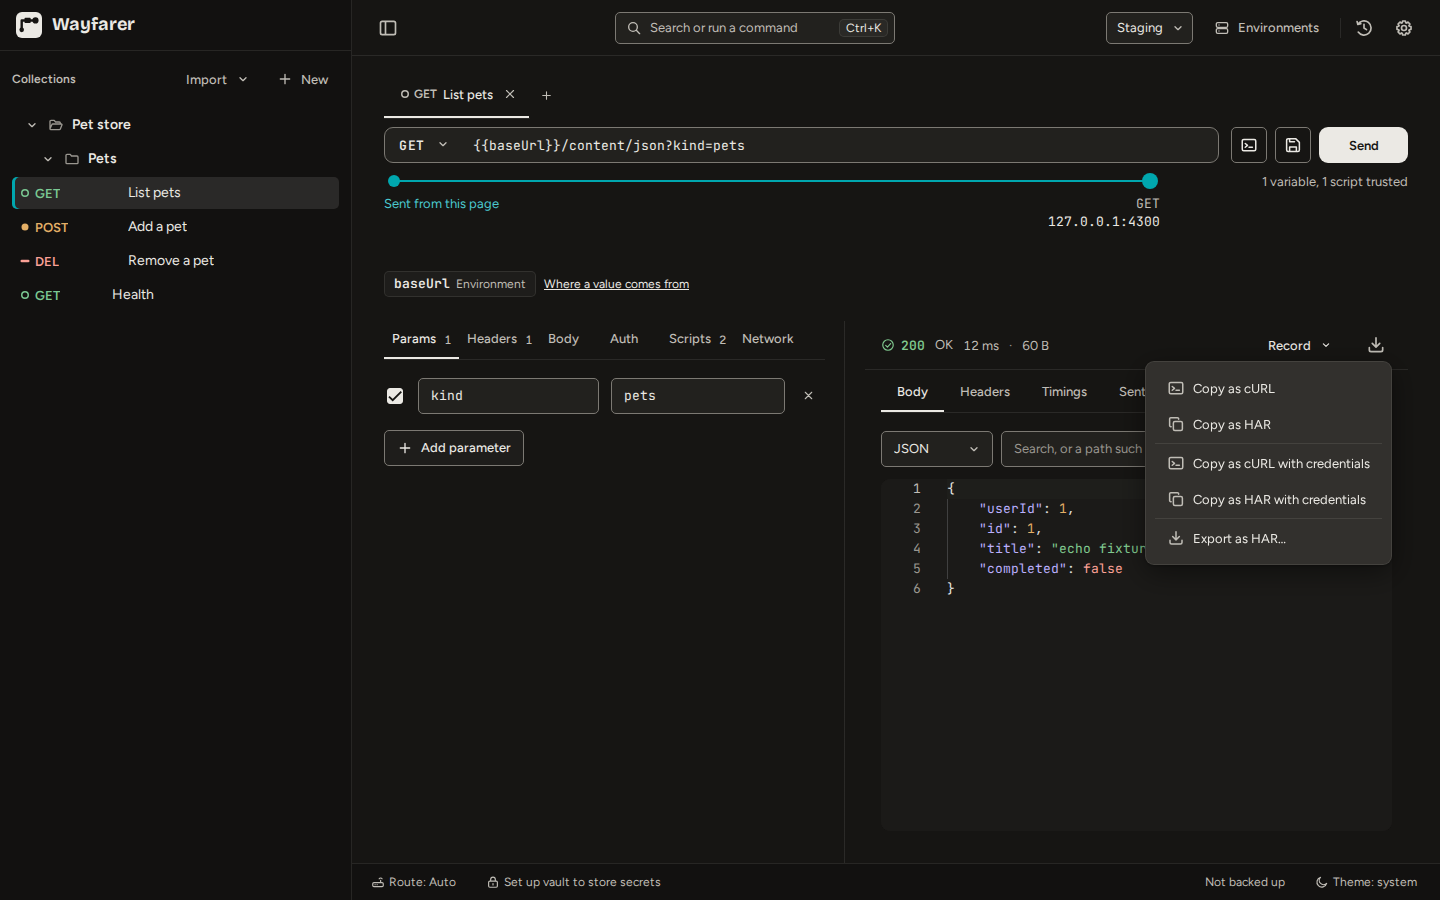 Wayfarer
Search or run a command
Ctrl+K
Staging
Environments
Collections
Import
New
Pet store
Pets
GET List pets
POST Add a pet
DEL Remove a pet
GET Health
GET List pets
GET {{baseUrl}}/content/json?kind=pets
Send
Sent from this page
GET
127.0.0.1:4300
1 variable, 1 script trusted
baseUrl Environment
Where a value comes from
Params 1
Headers 1
Body
Auth
Scripts 2
Network
kind
pets
Add parameter
200 OK 12 ms · 60 B
Record
Body
Headers
Timings
Sent
JSON
Search, or a path such
1 {
2 "userId": 1,
3 "id": 1,
4 "title": "echo fixtur
5 "completed": false
6 }
Copy as cURL
Copy as HAR
Copy as cURL with credentials
Copy as HAR with credentials
Export as HAR...
Route: Auto
Set up vault to store secrets
Not backed up
Theme: system